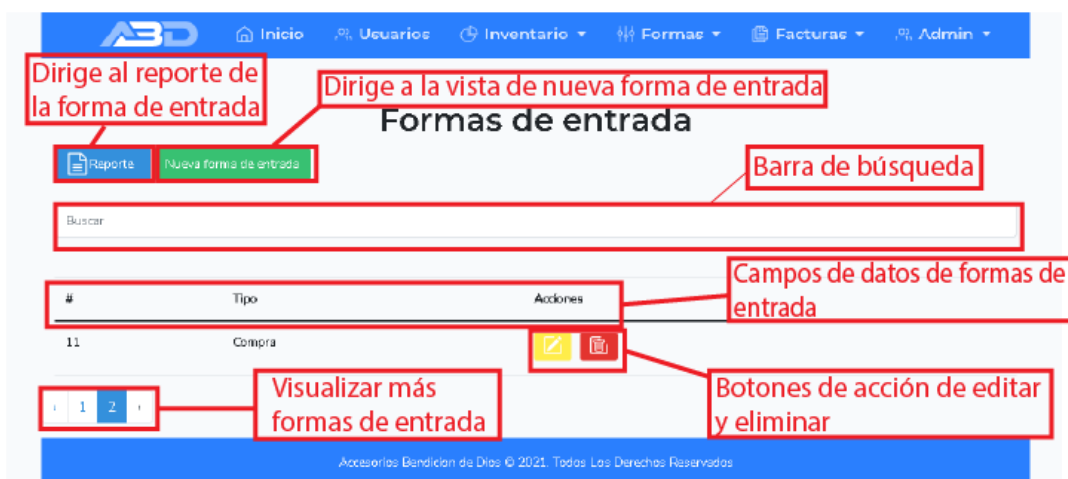 ABD Inicio Usuarios Inventario Formas Facturas Admin
Dirige al reporte de
la forma de entrada
Dirige a la vista de nueva forma de entrada
Formas de entrada
Reporte
Nueva forma de entrada
Barra de búsqueda
Buscar
Campos de datos de formas de
entrada
# Tipo Acciones
11 Compra
Visualizar más
formas de entrada
Botones de acción de editar
y eliminar
‹ 1 2 ›
Accesorios Bendicion de Dios © 2021. Todos Los Derechos Reservados